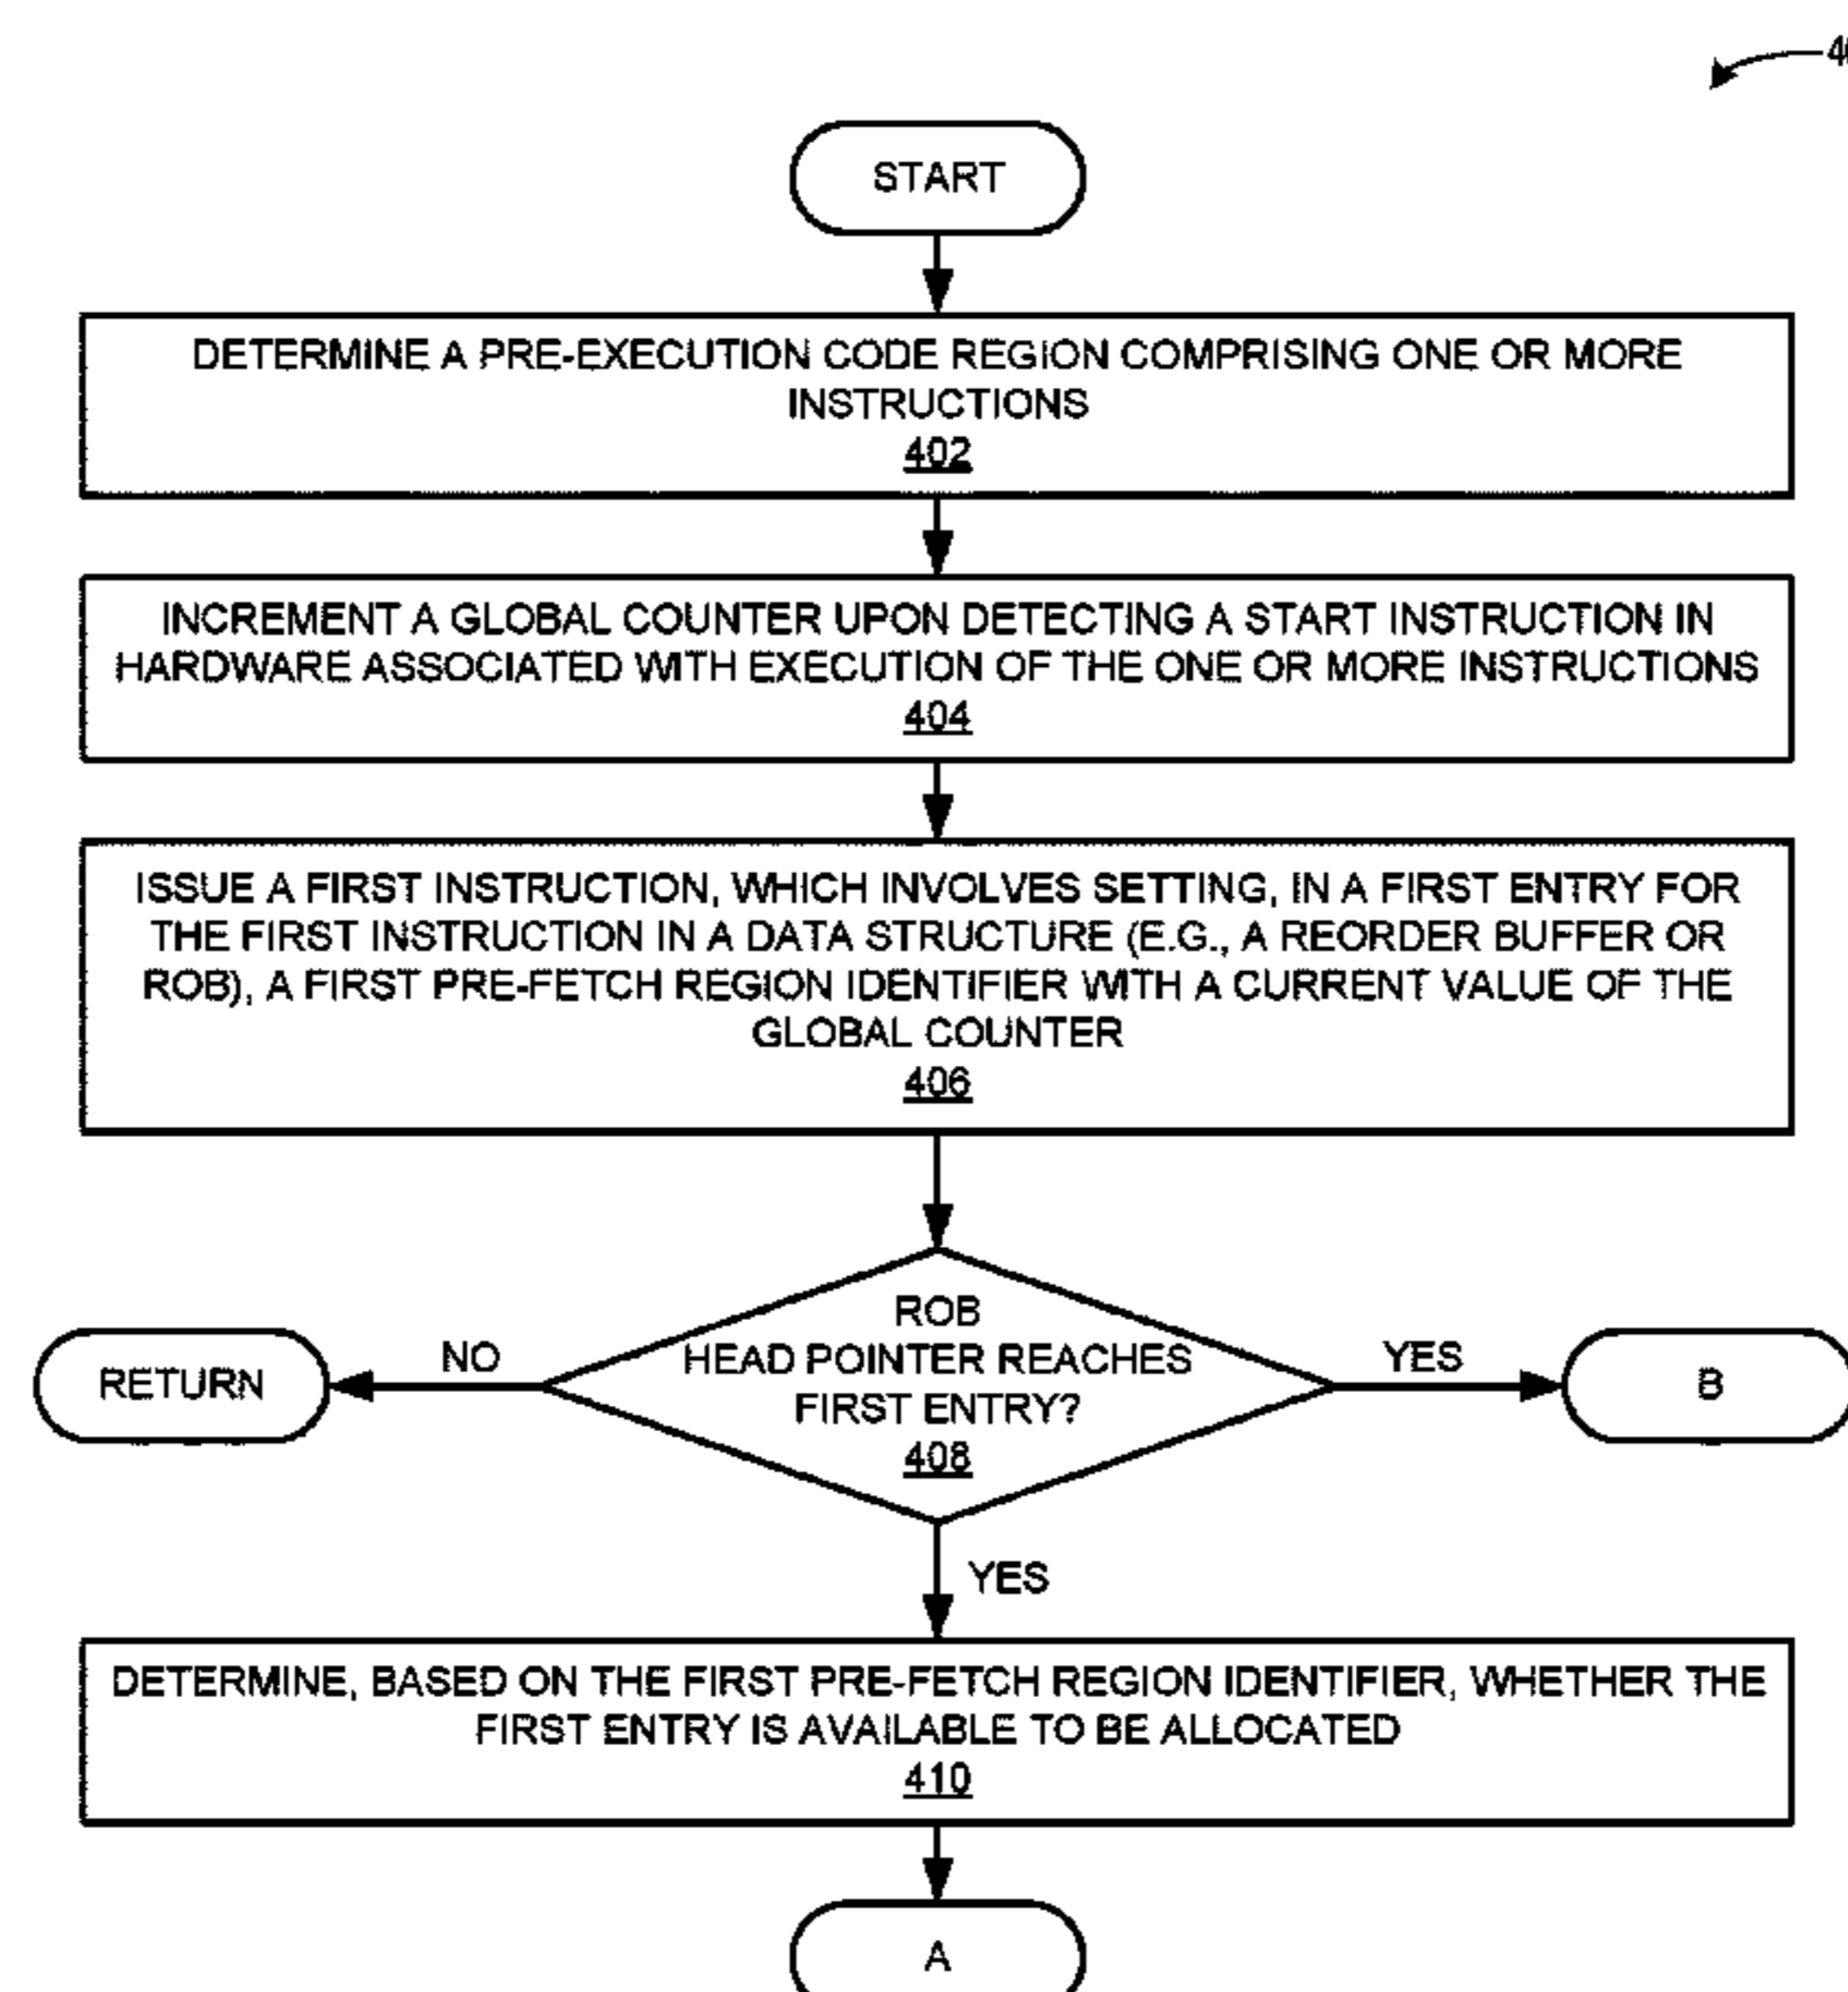 START
DETERMINE A PRE-EXECUTION CODE REGION COMPRISING ONE OR MORE
INSTRUCTIONS
402
INCREMENT A GLOBAL COUNTER UPON DETECTING A START INSTRUCTION IN
HARDWARE ASSOCIATED WITH EXECUTION OF THE ONE OR MORE INSTRUCTIONS
404
ISSUE A FIRST INSTRUCTION, WHICH INVOLVES SETTING, IN A FIRST ENTRY FOR
THE FIRST INSTRUCTION IN A DATA STRUCTURE (E.G., A REORDER BUFFER OR
ROB), A FIRST PRE-FETCH REGION IDENTIFIER WITH A CURRENT VALUE OF THE
GLOBAL COUNTER
406
ROB
HEAD POINTER REACHES
FIRST ENTRY?
408
NO
RETURN
YES
B
YES
DETERMINE, BASED ON THE FIRST PRE-FETCH REGION IDENTIFIER, WHETHER THE
FIRST ENTRY IS AVAILABLE TO BE ALLOCATED
410
A